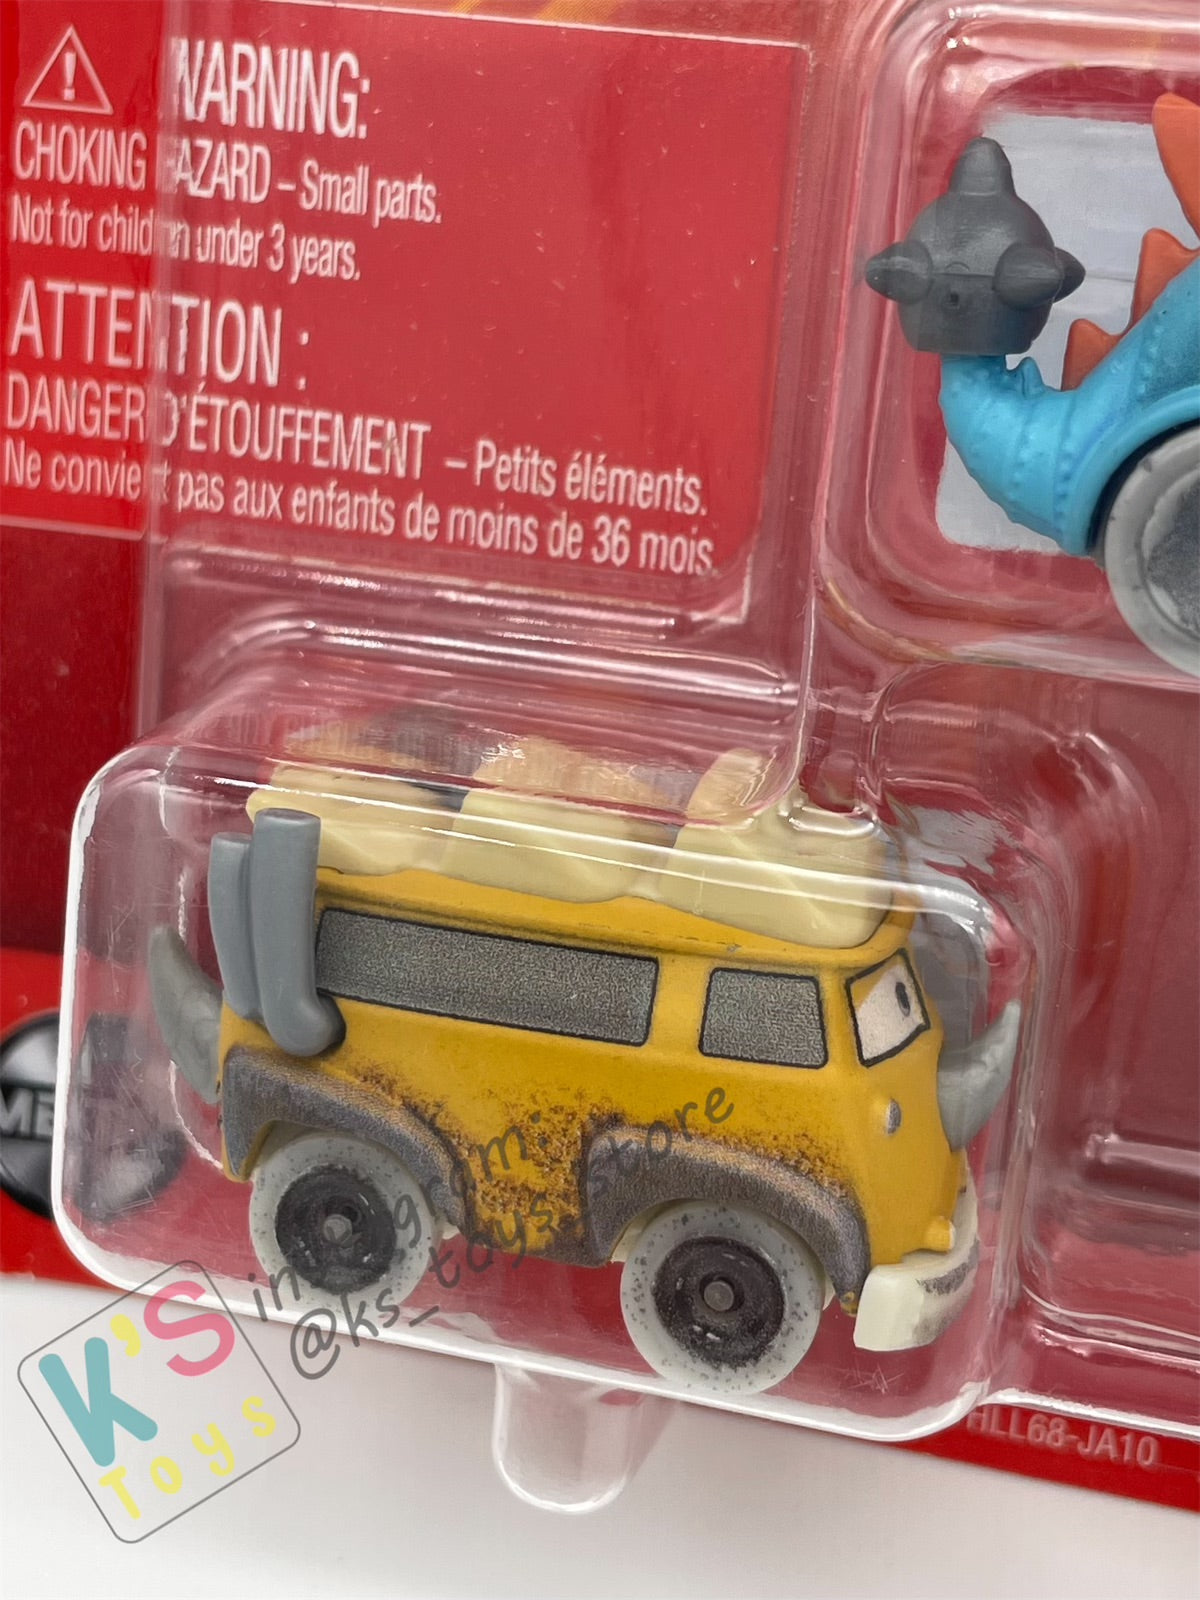 WARNING:
CHOKING HAZARD – Small parts.
Not for children under 3 years.
ATTENTION :
DANGER D'ÉTOUFFEMENT – Petits éléments.
Ne convient pas aux enfants de moins de 36 mois.
instagram:
@ks_toys_store
K'S
Toys
HLL68-JA10